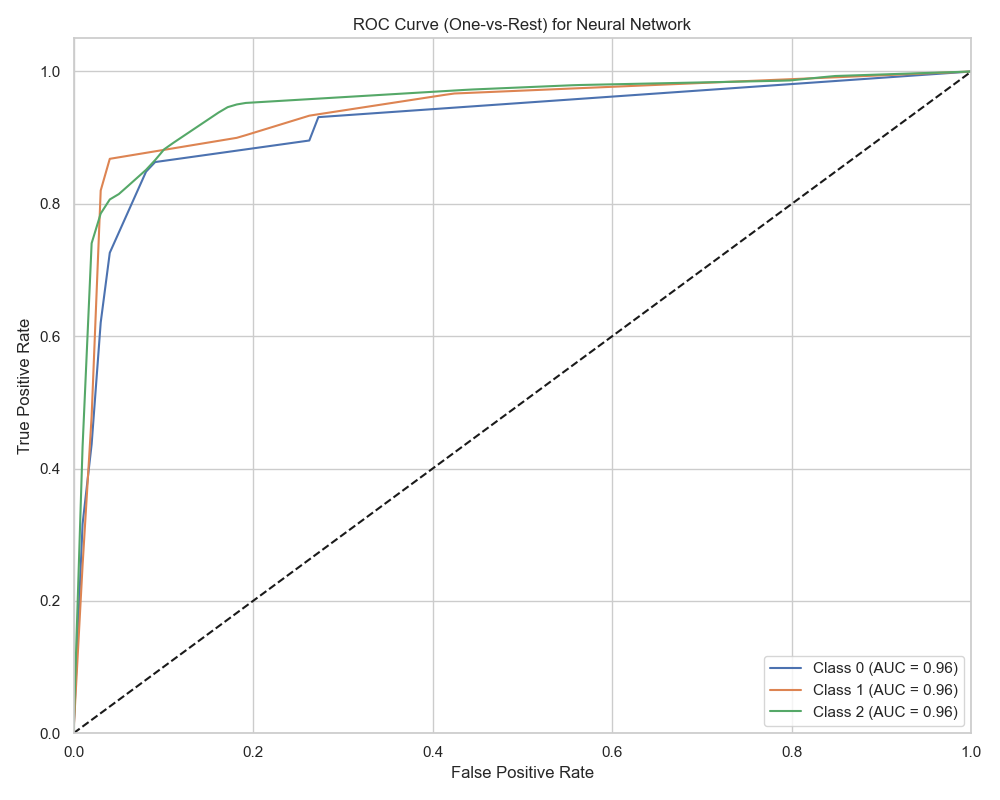 ROC Curve (One-vs-Rest) for Neural Network
True Positive Rate
1.0
0.8
0.6
0.4
0.2
0.0
0.0 0.2 0.4 0.6 0.8 1.0
False Positive Rate
Class 0 (AUC = 0.96)
Class 1 (AUC = 0.96)
Class 2 (AUC = 0.96)